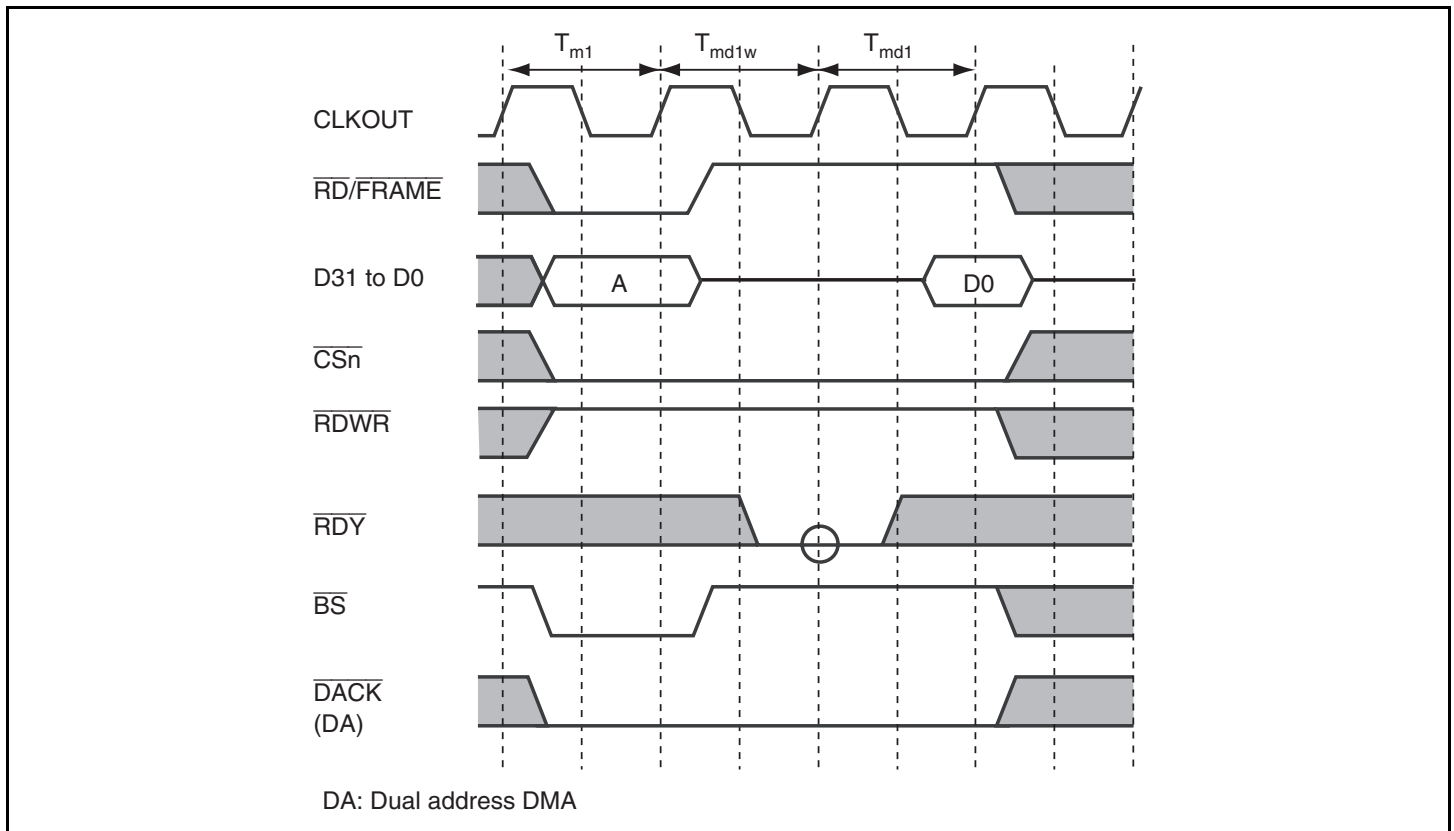 Tm1 Tmd1w Tmd1
CLKOUT
RD/FRAME
D31 to D0
A
D0
CSn
RDWR
RDY
BS
DACK
(DA)
DA: Dual address DMA